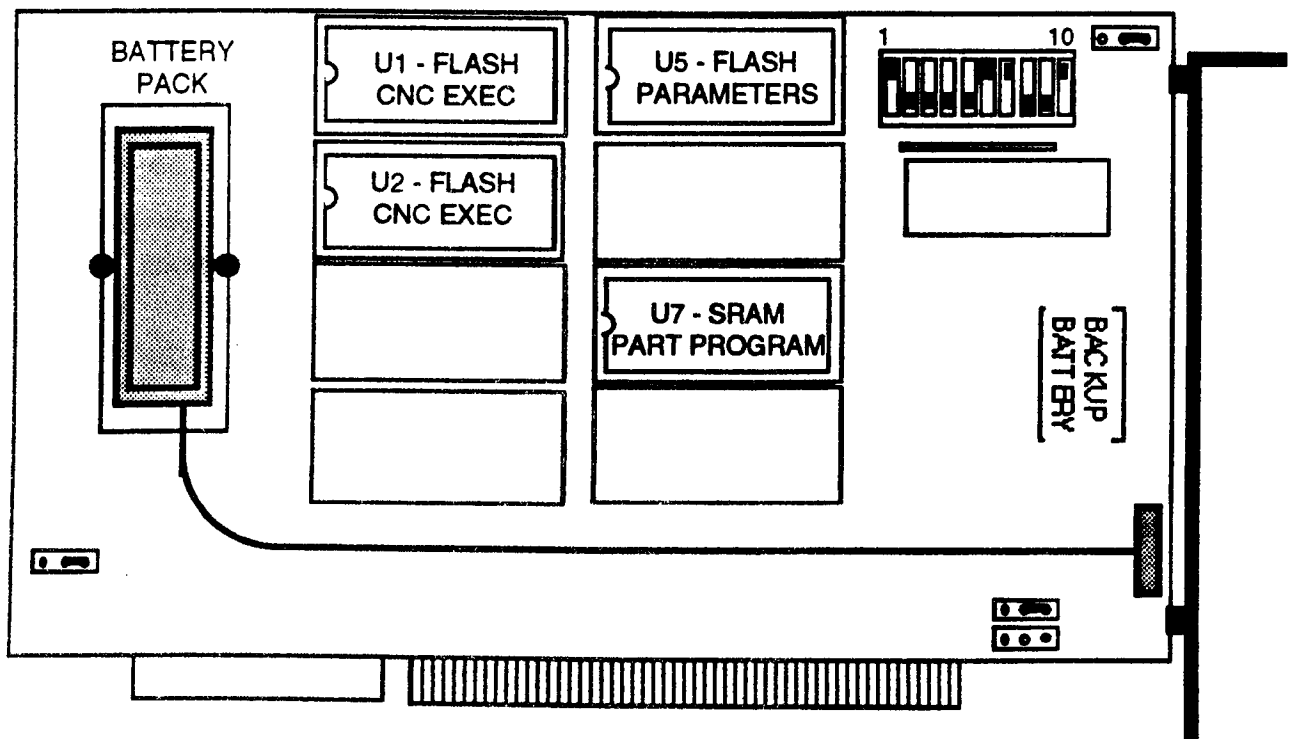 BATTERY
PACK
U1 - FLASH
CNC EXEC
U2 - FLASH
CNC EXEC
U5 - FLASH
PARAMETERS
U7 - SRAM
PART PROGRAM
1 10
BACKUP
BATTERY